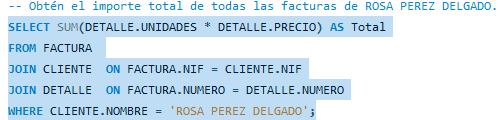 -- Obtén el importe total de todas las facturas de ROSA PEREZ DELGADO.
SELECT SUM(DETALLE.UNIDADES * DETALLE.PRECIO) AS Total
FROM FACTURA
JOIN CLIENTE  ON FACTURA.NIF = CLIENTE.NIF
JOIN DETALLE  ON FACTURA.NUMERO = DETALLE.NUMERO
WHERE CLIENTE.NOMBRE = 'ROSA PEREZ DELGADO';